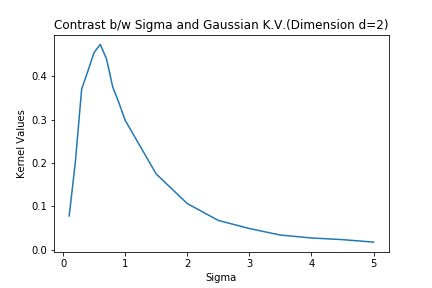 Contrast b/w Sigma and Gaussian K.V.(Dimension d=2)
Kernel Values
0.4
0.3
0.2
0.1
0.0
0 1 2 3 4 5
Sigma